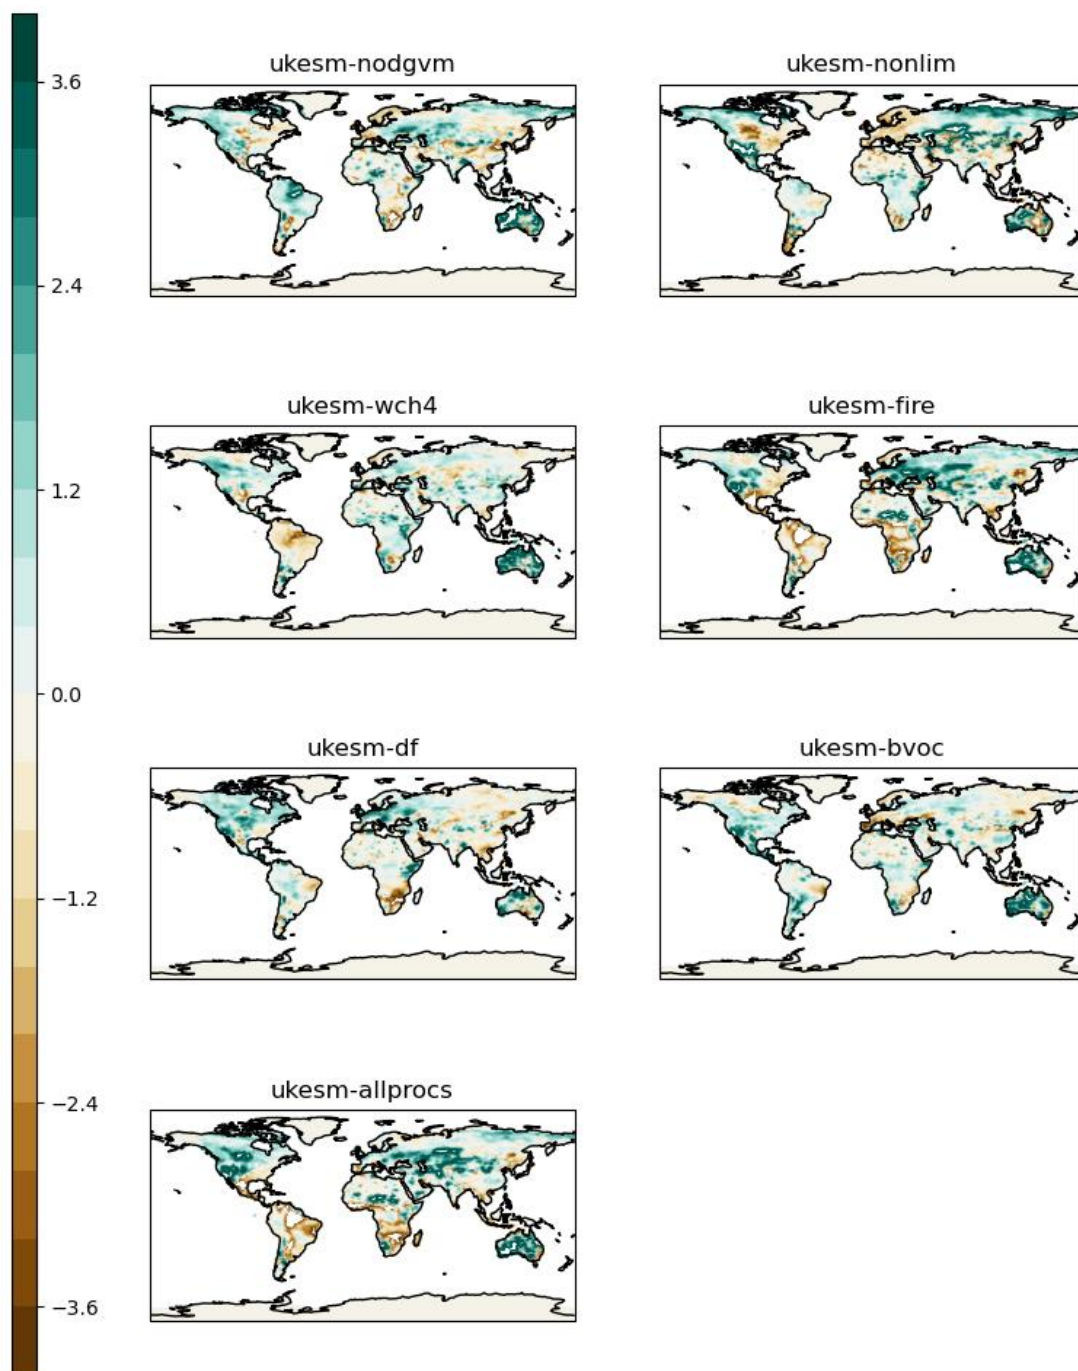 3.6
2.4
1.2
0.0
−1.2
−2.4
−3.6
ukesm-nodgvm
ukesm-nonlim
ukesm-wch4
ukesm-fire
ukesm-df
ukesm-bvoc
ukesm-allprocs